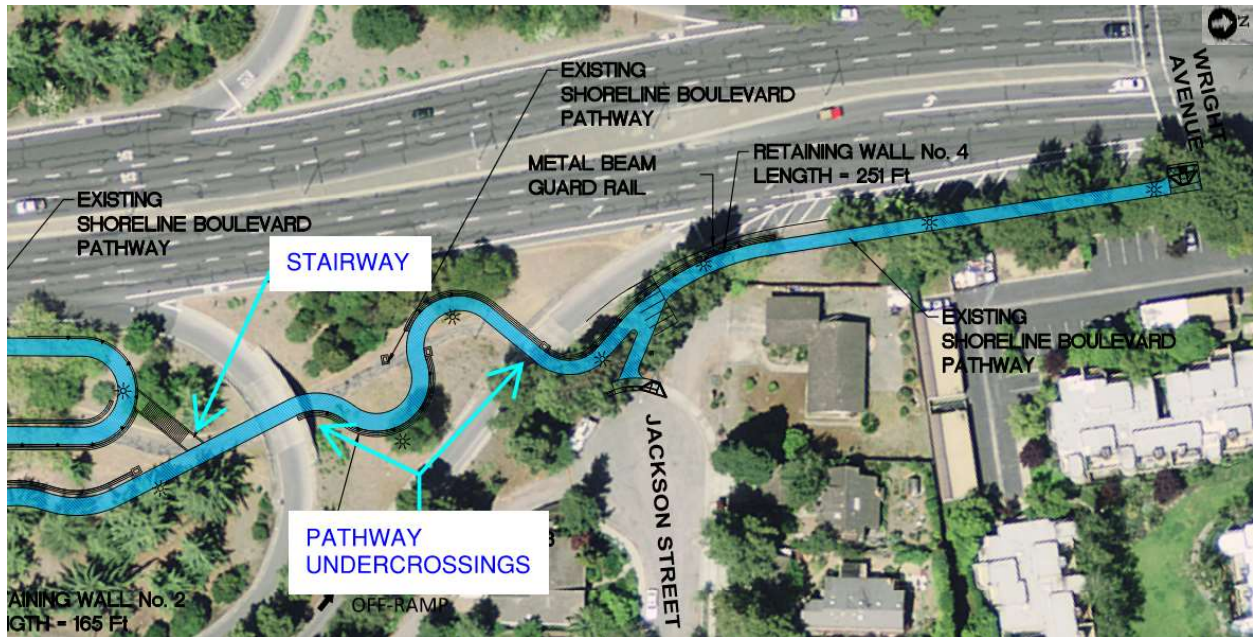 Z
WRIGHT
AVENUE
EXISTING
SHORELINE BOULEVARD
PATHWAY
METAL BEAM
GUARD RAIL
RETAINING WALL No. 4
LENGTH = 251 Ft
EXISTING
SHORELINE BOULEVARD
PATHWAY
STAIRWAY
EXISTING
SHORELINE BOULEVARD
PATHWAY
JACKSON STREET
PATHWAY
UNDERCROSSINGS
3
OFF-RAMP
TAINING WALL No. 2
GTH = 165 Ft